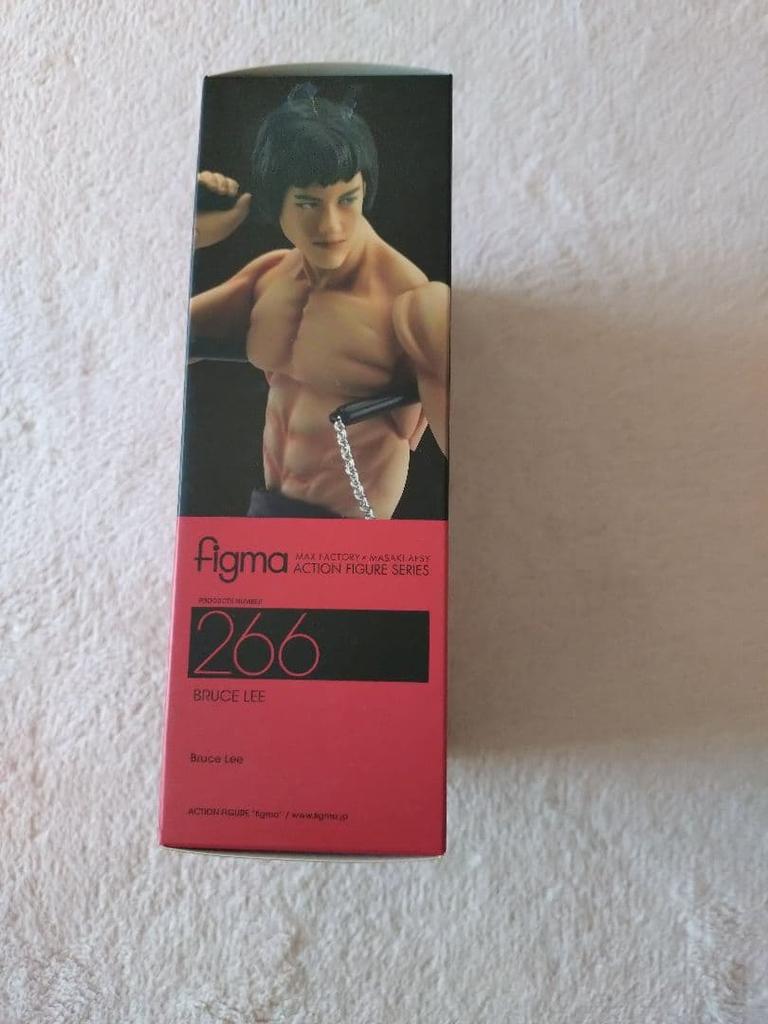 figma
MAX FACTORY × MASAKI APSY
ACTION FIGURE SERIES
PRODUCTS NUMBER
266
BRUCE LEE
Bruce Lee
ACTION FIGURE "figma" / www.figma.jp